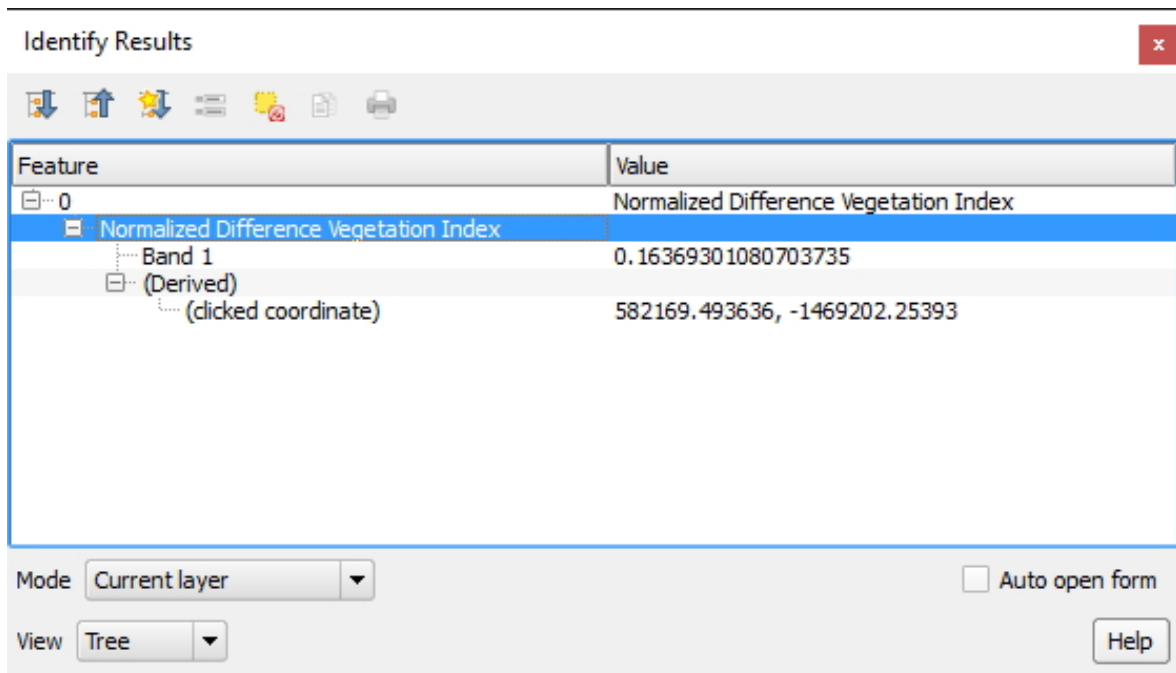 Identify Results
x
Feature Value
0 Normalized Difference Vegetation Index
Normalized Difference Vegetation Index
Band 1 0.16369301080703735
(Derived)
(clicked coordinate) 582169.493636, -1469202.25393
Mode Current layer Auto open form
View Tree Help